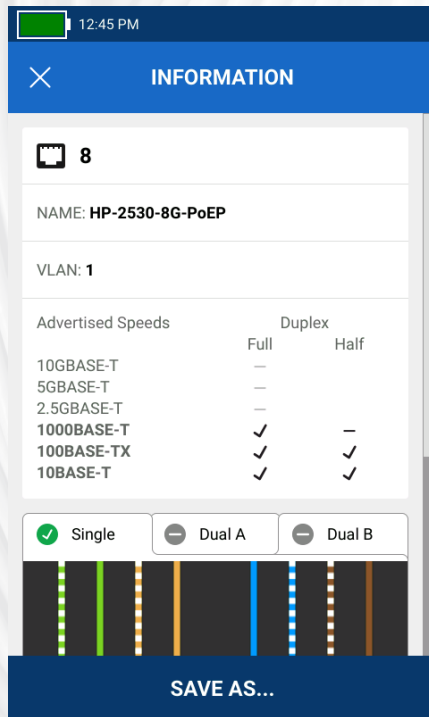 12:45 PM
INFORMATION
8
NAME: HP-2530-8G-PoEP
VLAN: 1
Advertised Speeds Duplex
Full Half
10GBASE-T —
5GBASE-T —
2.5GBASE-T —
1000BASE-T ✓ —
100BASE-TX ✓ ✓
10BASE-T ✓ ✓
Single Dual A Dual B
SAVE AS...